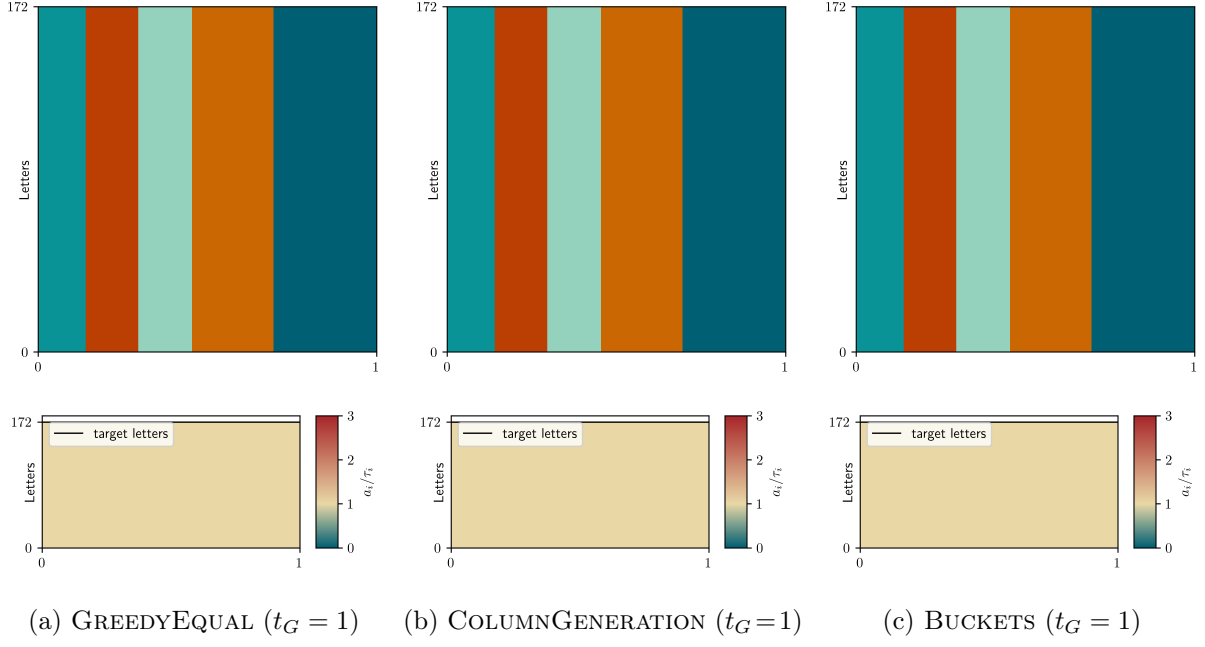 172
Letters
0
0 1
172
Letters
0
0 1
172
Letters
0
0 1
172
Letters
0
0 1
target letters
3
2
1
0
a_i/τ_i
172
Letters
0
0 1
target letters
3
2
1
0
a_i/τ_i
172
Letters
0
0 1
target letters
3
2
1
0
a_i/τ_i
(a) GREEDYEQUAL (t_G = 1)
(b) COLUMNGENERATION (t_G = 1)
(c) BUCKETS (t_G = 1)